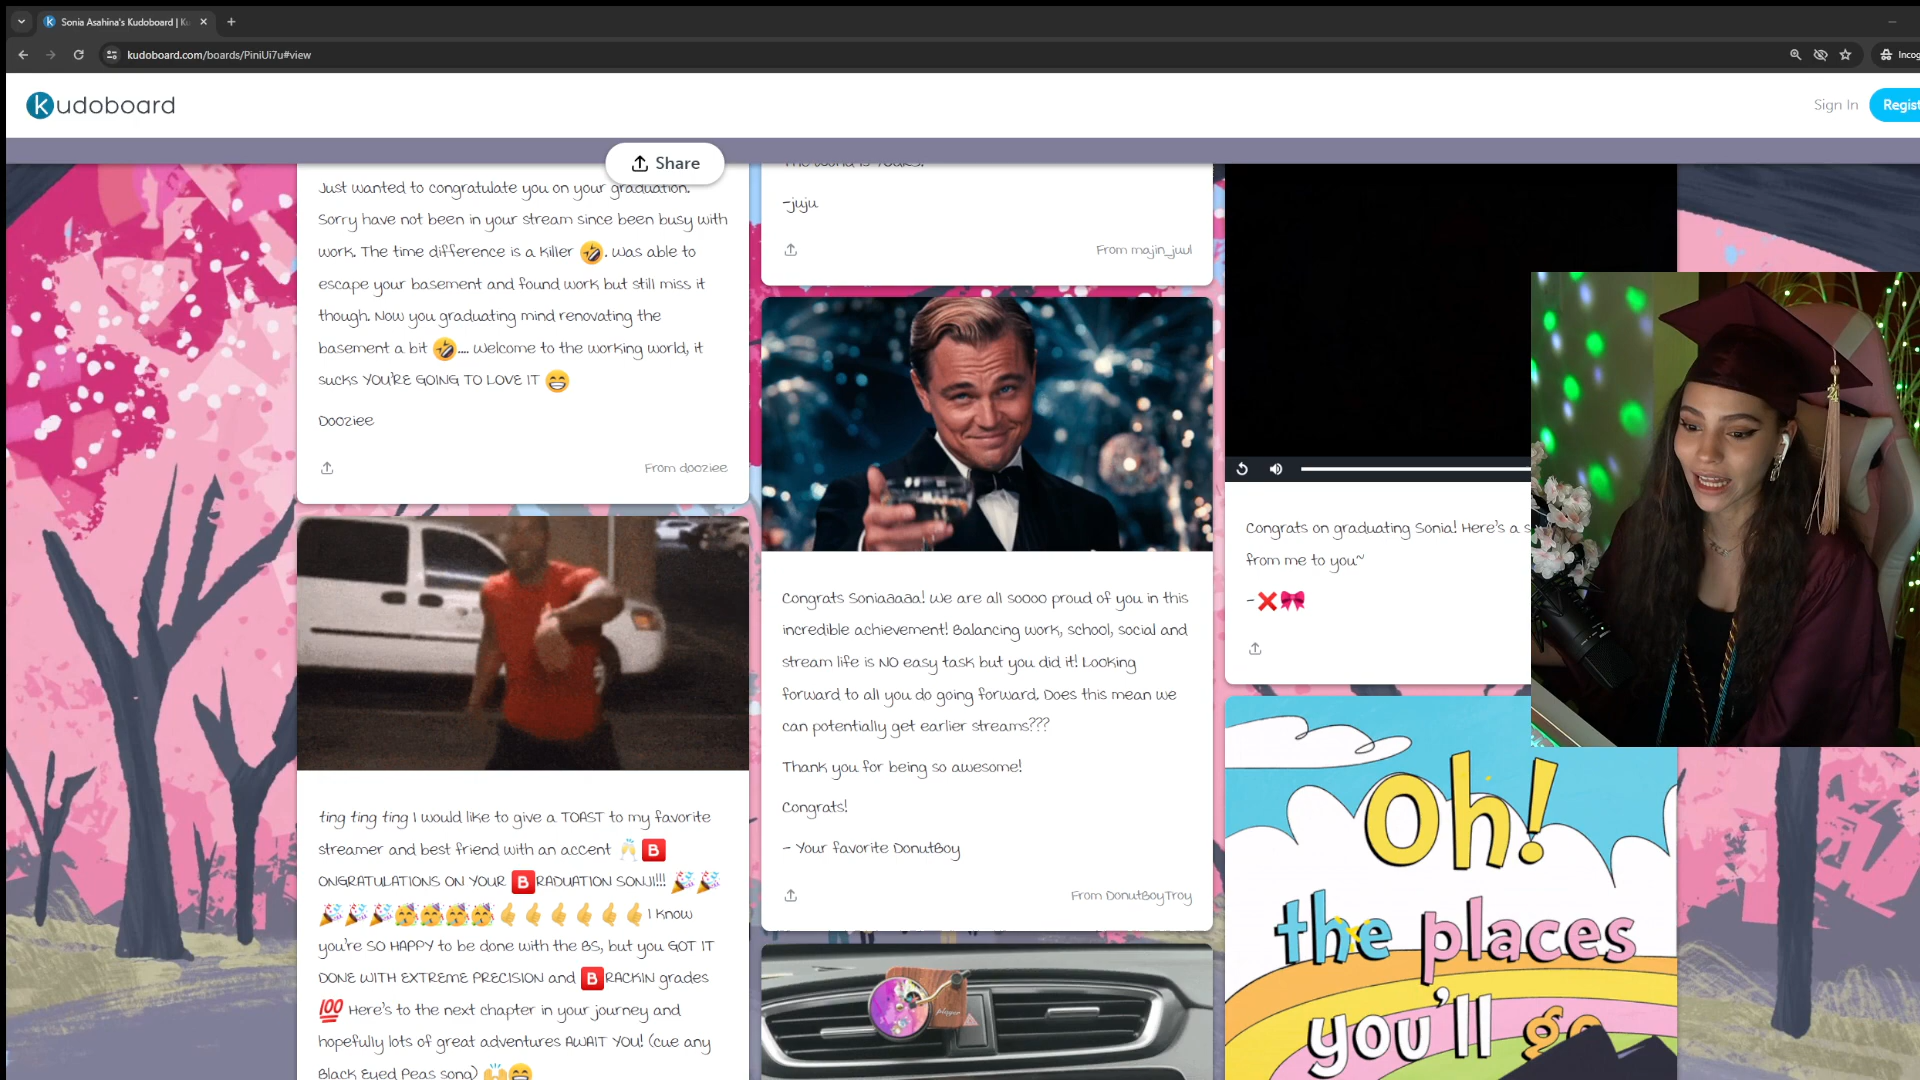 Sonia Asahina's Kudoboard | Ku
kudoboard.com/boards/PiniUi7u#view
Incog
kudoboard
Sign In
Regist
Share
Just wanted to congratulate you on your graduation.
Sorry have not been in your stream since been busy with
work. The time difference is a killer 🤣. Was able to
escape your basement and found work but still miss it
though. Now you graduating mind renovating the
basement a bit 🤣.... Welcome to the working world, it
sucks YOU'RE GOING TO LOVE IT 😁
Dooziee
From dooziee
ting ting ting I would like to give a TOAST to my favorite
streamer and best friend with an accent 🥂 🅱️
ONGRATULATIONS ON YOUR 🅱️RADUATION SONJI!!! 🎉🎉
🎉🎉🎉🥳🥳🥳🥳🤙🤙🤙🤙🤙🤙 I know
you're SO HAPPY to be done with the BS, but you GOT IT
DONE WITH EXTREME PRECISION and 🅱️RACKIN grades
💯 Here's to the next chapter in your journey and
hopefully lots of great adventures AWAIT YOU! (cue any
Black Eyed Peas song) 🙌😁
The World is YOURS.
-juju
From majin_juul
Congrats Soniaaaaa! We are all soooo proud of you in this
incredible achievement! Balancing work, school, social and
stream life is NO easy task but you did it! Looking
forward to all you do going forward. Does this mean we
can potentially get earlier streams???
Thank you for being so awesome!
Congrats!
- Your favorite DonutBoy
From DonutBoyTroy
Congrats on graduating Sonia! Here's a s
from me to you~
-❌🎀
Oh!
the places
you'll go